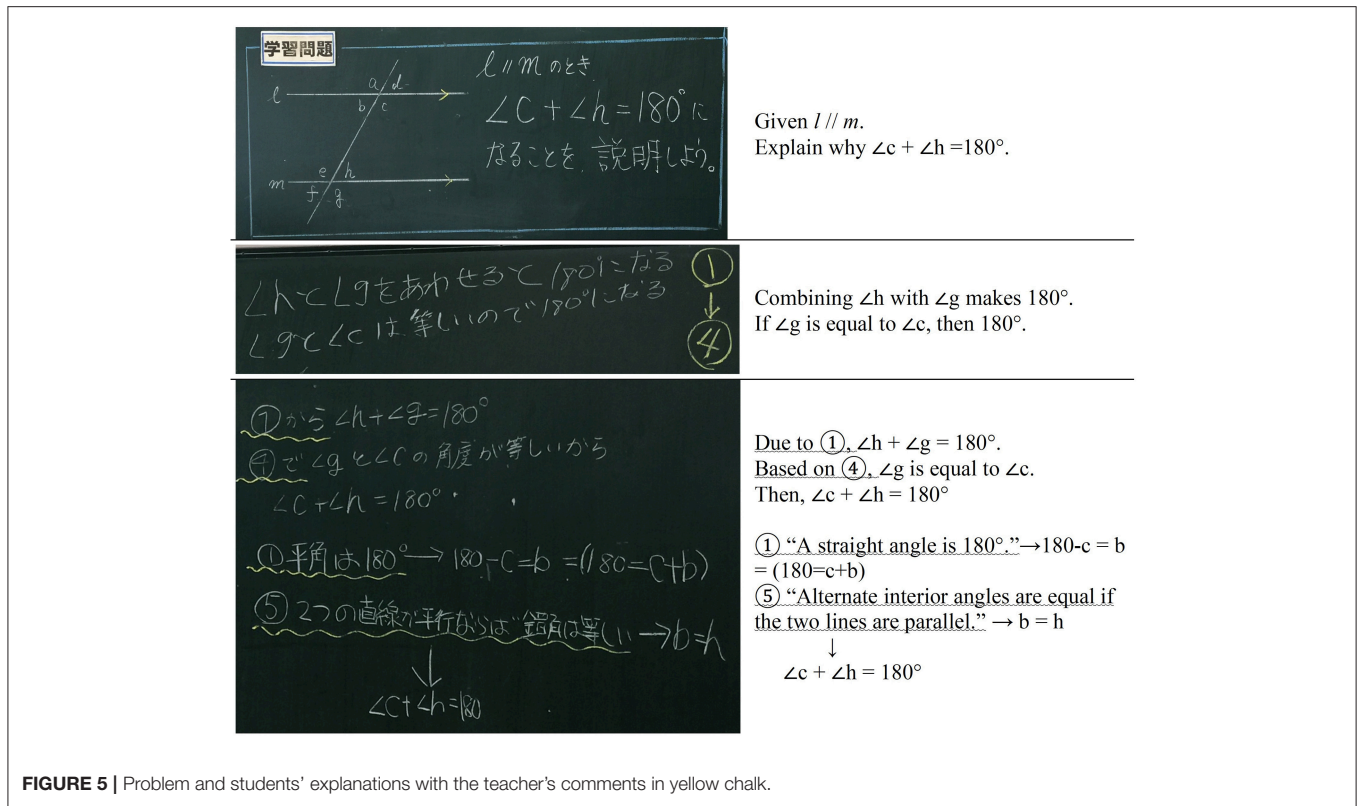 学習問題
l // m のとき
∠c + ∠h = 180° に
なることを、説明しよう。
l
a d
b c
m
e h
f g
Given l // m.
Explain why ∠c + ∠h =180°.
∠hと∠gをあわせると180°になる
∠gと∠cは等しいので180°になる
①
↓
④
Combining ∠h with ∠g makes 180°.
If ∠g is equal to ∠c, then 180°.
①から ∠h+∠g=180°
④で ∠gと∠cの角度が等しいから
∠c+∠h=180°
①平角は180°→ 180-c=b =(180=c+b)
⑤2つの直線が平行ならば 錯角は等しい →b=h
↓
∠c+∠h=180
Due to ①, ∠h + ∠g = 180°.
Based on ④, ∠g is equal to ∠c.
Then, ∠c + ∠h = 180°
① “A straight angle is 180°.”→180-c = b
= (180=c+b)
⑤ “Alternate interior angles are equal if
the two lines are parallel.” → b = h
↓
∠c + ∠h = 180°
FIGURE 5 | Problem and students’ explanations with the teacher’s comments in yellow chalk.